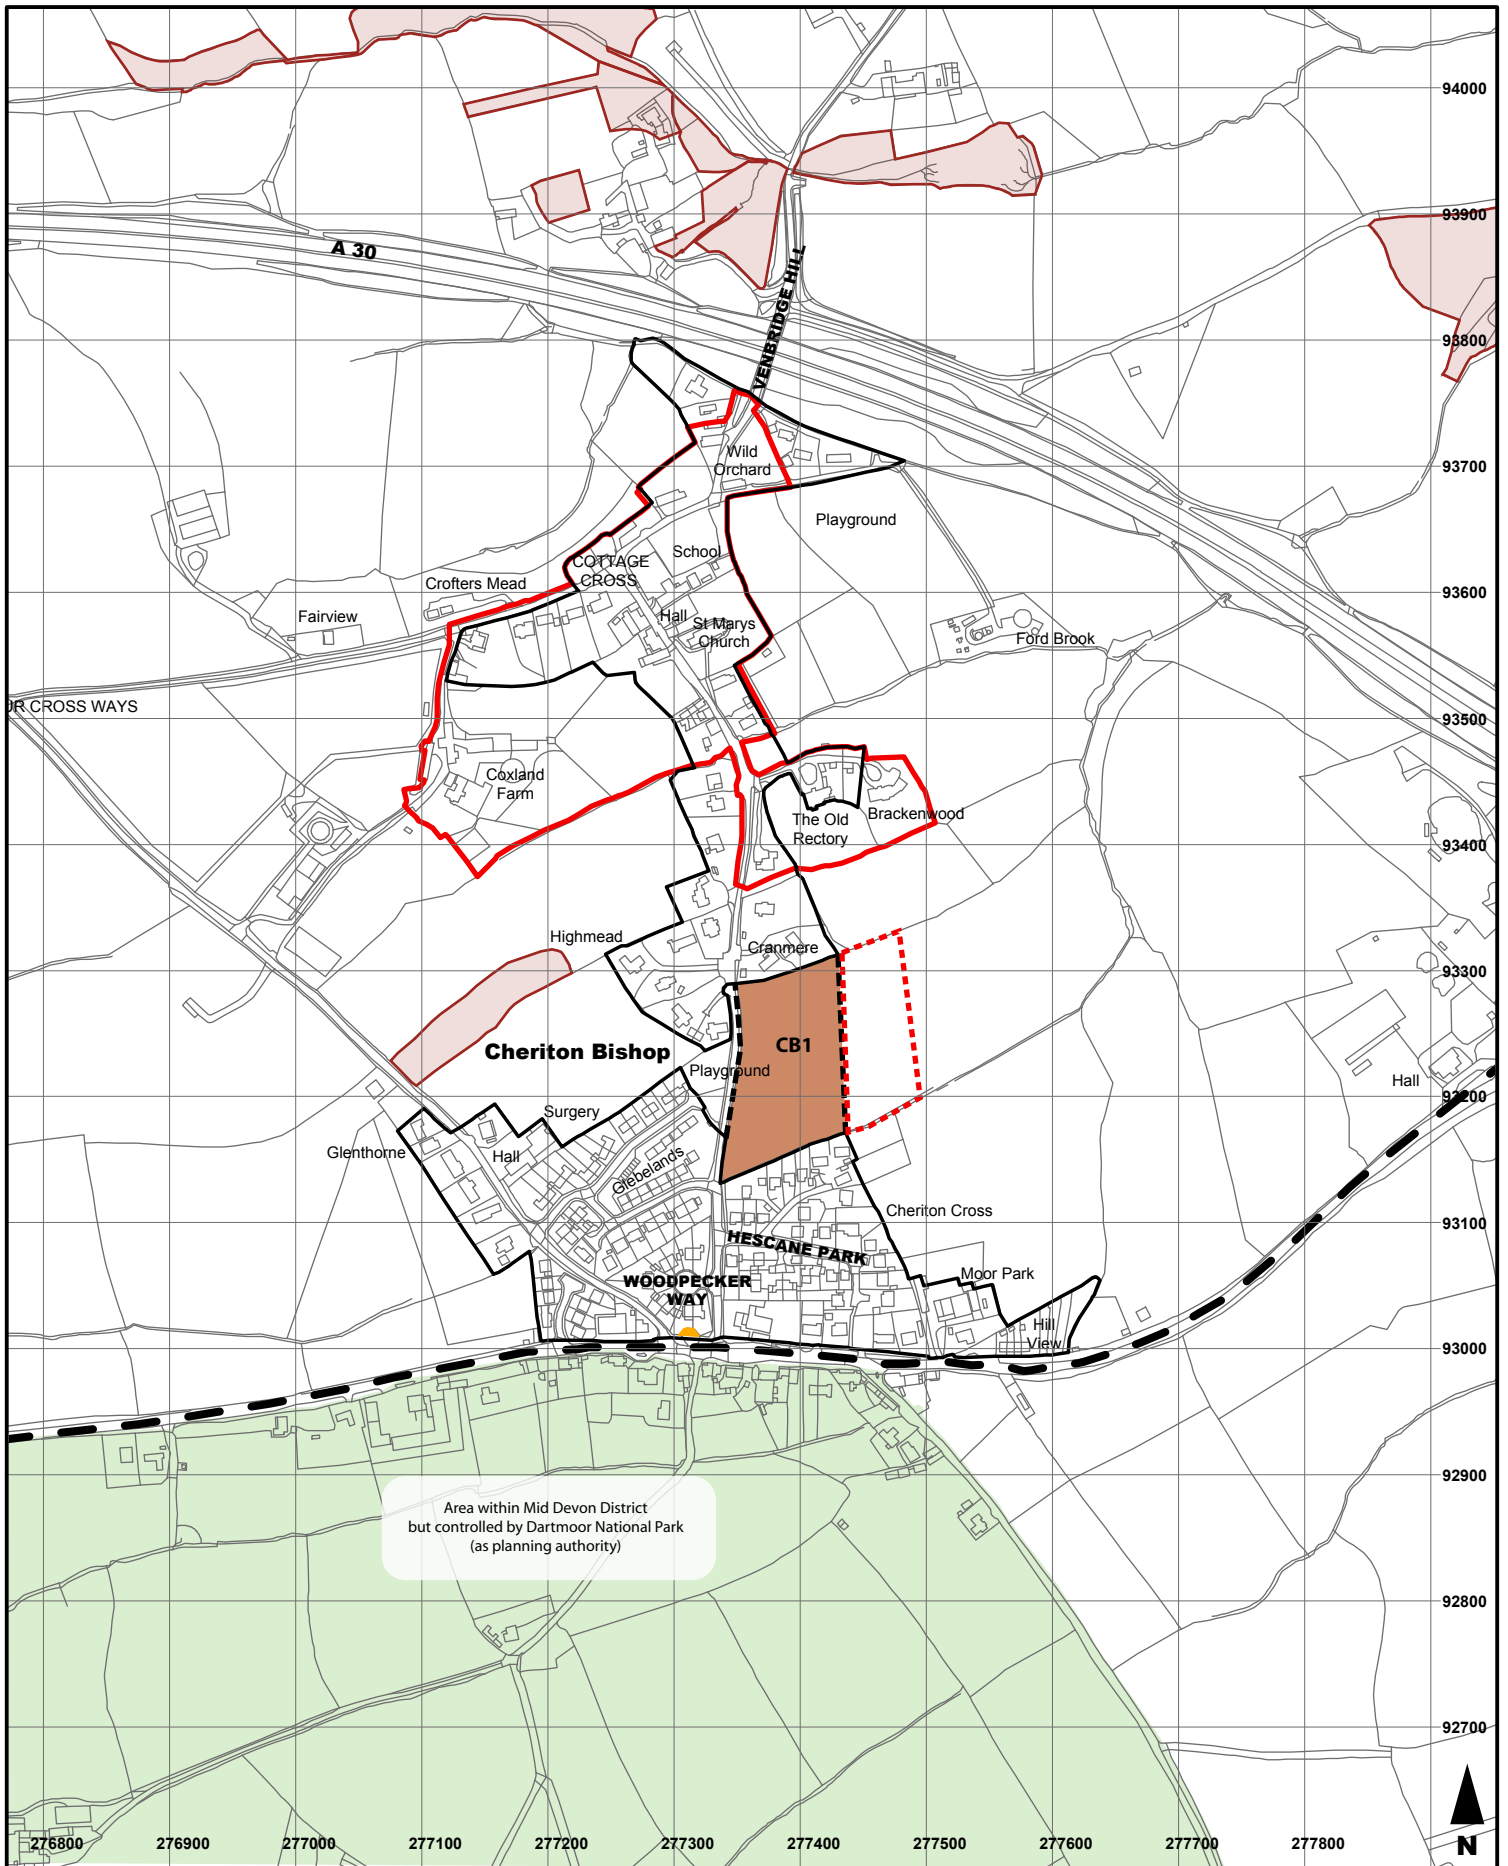 94000
93900
A 30
VENBRIDGE HILL
93800
Wild
Orchard
93700
Playground
School
COTTAGE
CROSS
Crofters Mead
93600
Fairview
Hall
St Marys
Church
Ford Brook
UR CROSS WAYS
93500
Coxland
Farm
The Old
Rectory
Brackenwood
93400
Highmead
Cranmere
93300
Cheriton Bishop
CB1
Playground
Hall
93200
Surgery
Glenthorne
Hall
Glebelands
Cheriton Cross
93100
HESCANE PARK
Moor Park
WOODPECKER
WAY
Hill
View
93000
92900
Area within Mid Devon District
but controlled by Dartmoor National Park
(as planning authority)
92800
92700
276800
276900
277000
277100
277200
277300
277400
277500
277600
277700
277800
N